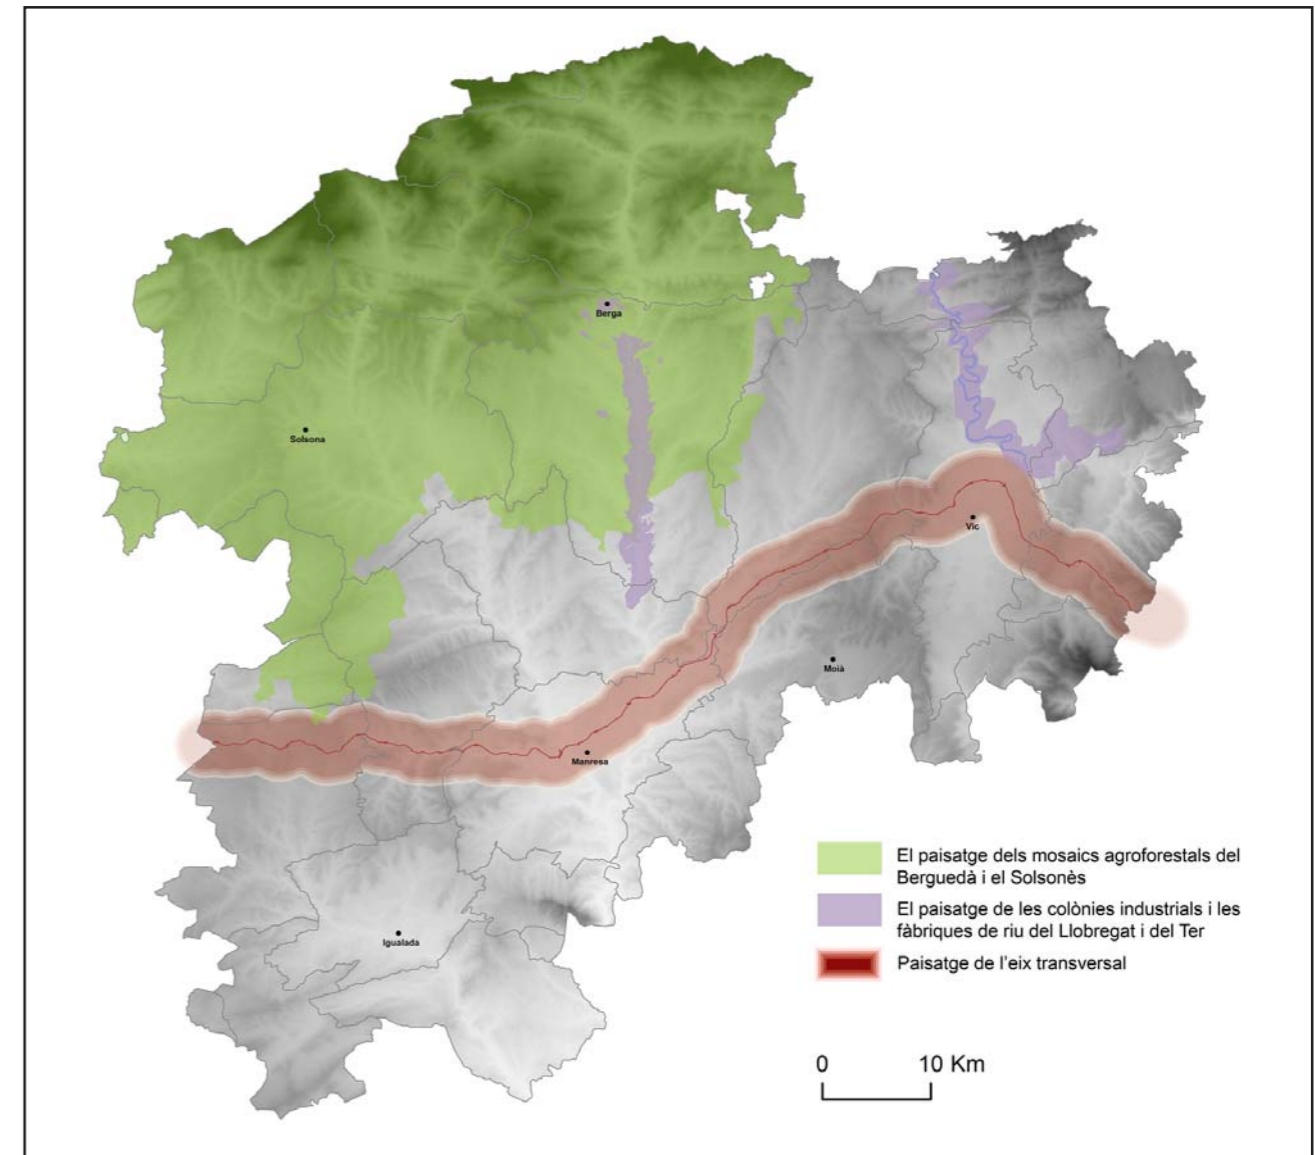 Berga
Solsona
Vic
Moià
Manresa
Igualada
El paisatge dels mosaics agroforestals del
Berguedà i el Solsonès
El paisatge de les colònies industrials i les
fàbriques de riu del Llobregat i del Ter
Paisatge de l'eix transversal
0 10 Km